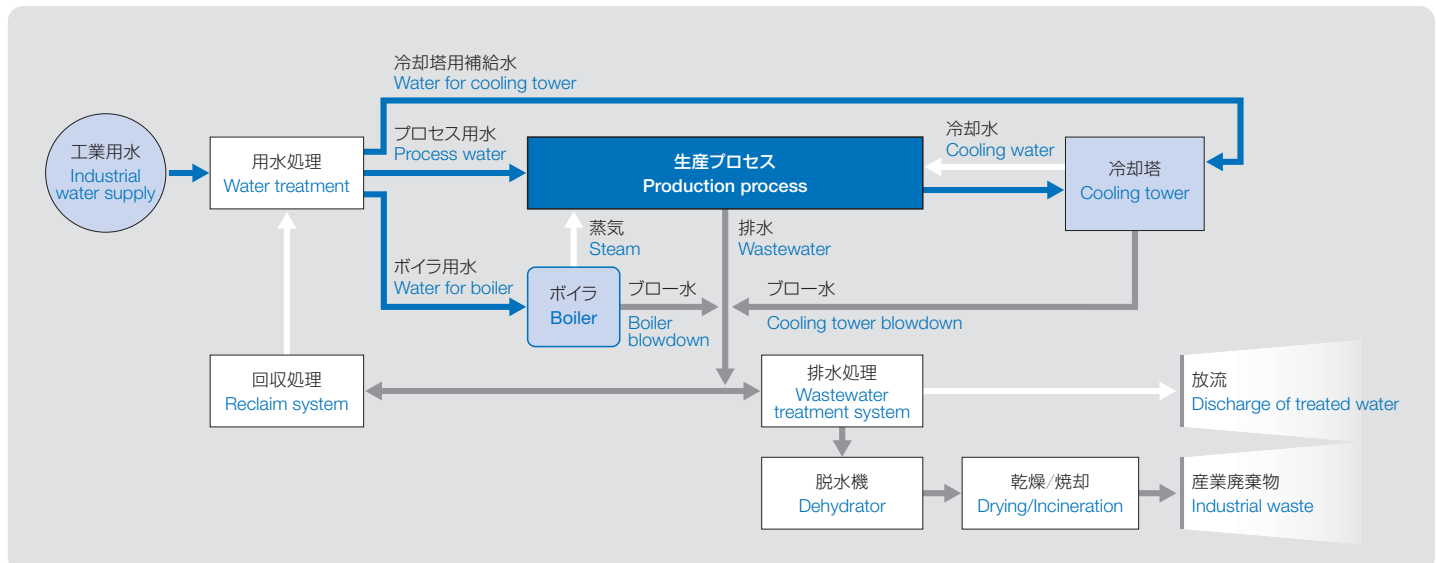 冷却塔用補給水
Water for cooling tower
工業用水
Industrial
water supply
用水処理
Water treatment
プロセス用水
Process water
生産プロセス
Production process
冷却水
Cooling water
冷却塔
Cooling tower
蒸気
Steam
排水
Wastewater
ボイラ用水
Water for boiler
ボイラ
Boiler
ブロー水
Boiler
blowdown
ブロー水
Cooling tower blowdown
回収処理
Reclaim system
排水処理
Wastewater
treatment system
放流
Discharge of treated water
脱水機
Dehydrator
乾燥/焼却
Drying/Incineration
産業廃棄物
Industrial waste